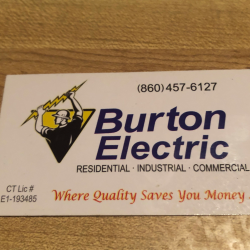 (860) 457-6127
Burton
Electric
RESIDENTIAL · INDUSTRIAL · COMMERCIAL
CT Lic #
E1-193485
Where Quality Saves You Money